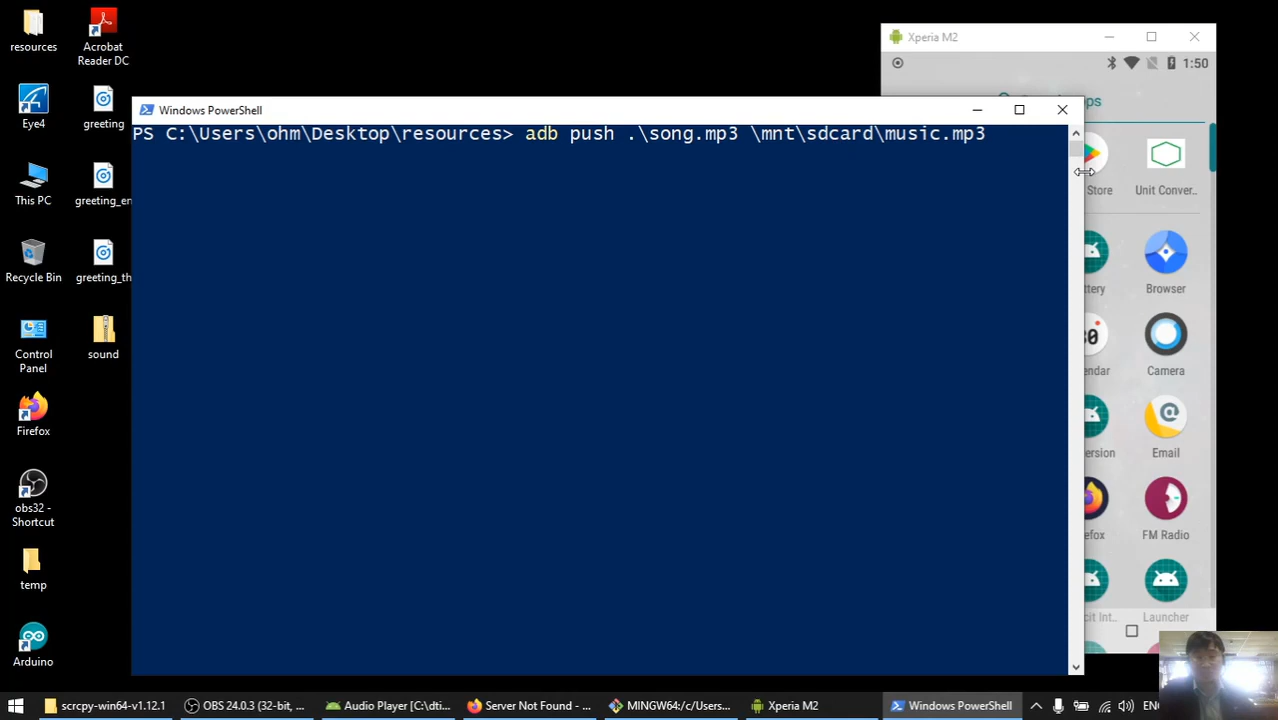 resources
Acrobat
Reader DC
Eye4
greeting
This PC
greeting_en
Recycle Bin
greeting_th
Control
Panel
sound
Firefox
obs32 -
Shortcut
temp
Arduino
Windows PowerShell
PS C:\Users\ohm\Desktop\resources> adb push .\song.mp3 \mnt\sdcard\music.mp3
Xperia M2
1:50
Store
Unit Conver..
ttery
Browser
endar
Camera
ersion
Email
efox
FM Radio
cit Int..
Launcher
scrcpy-win64-v1.12.1
OBS 24.0.3 (32-bit, ...
Audio Player [C:\dti...
Server Not Found - ...
MINGW64:/c/Users...
Xperia M2
Windows PowerShell
ENG